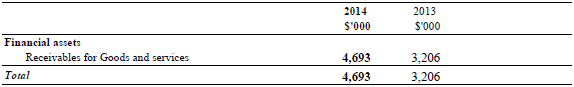 2014 2013
$'000 $'000
Financial assets
Receivables for Goods and services 4,693 3,206
Total 4,693 3,206